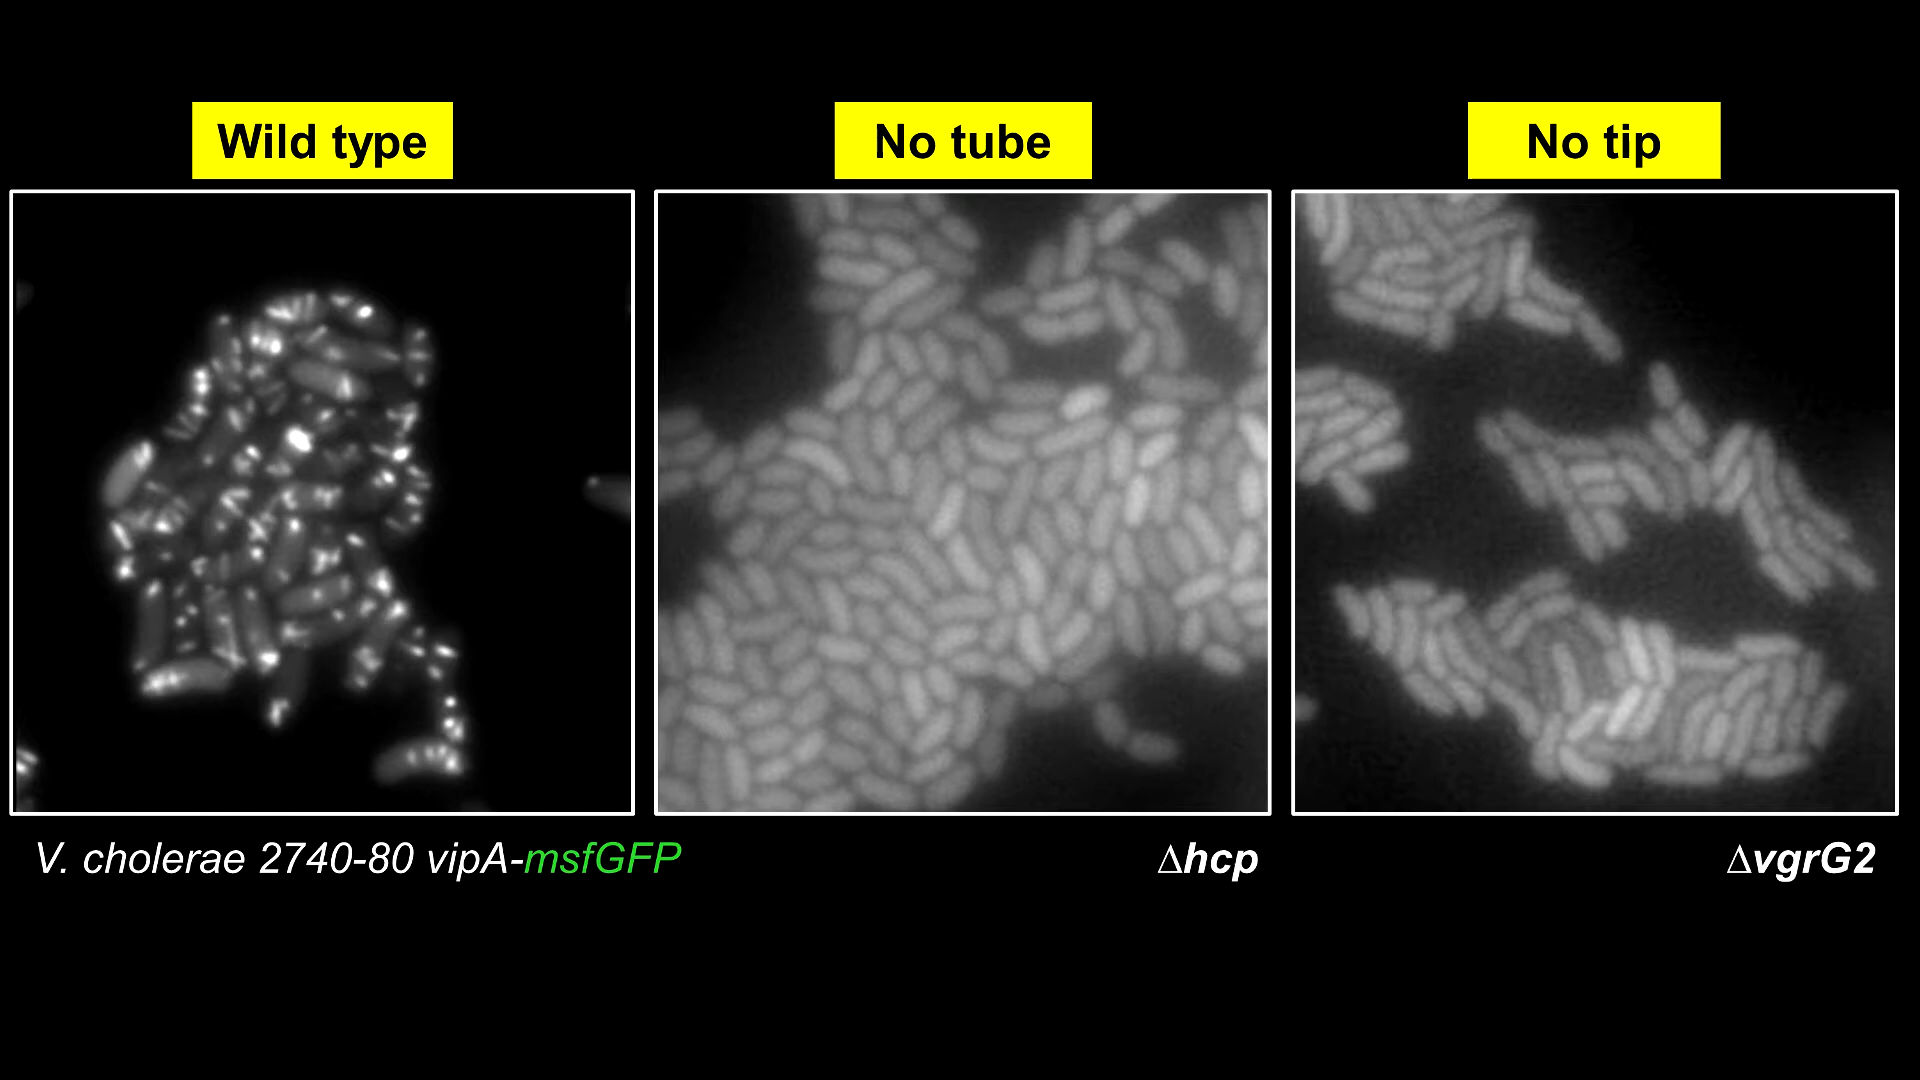 Wild type
No tube
No tip
V. cholerae 2740-80 vipA-msfGFP
Δhcp
ΔvgrG2